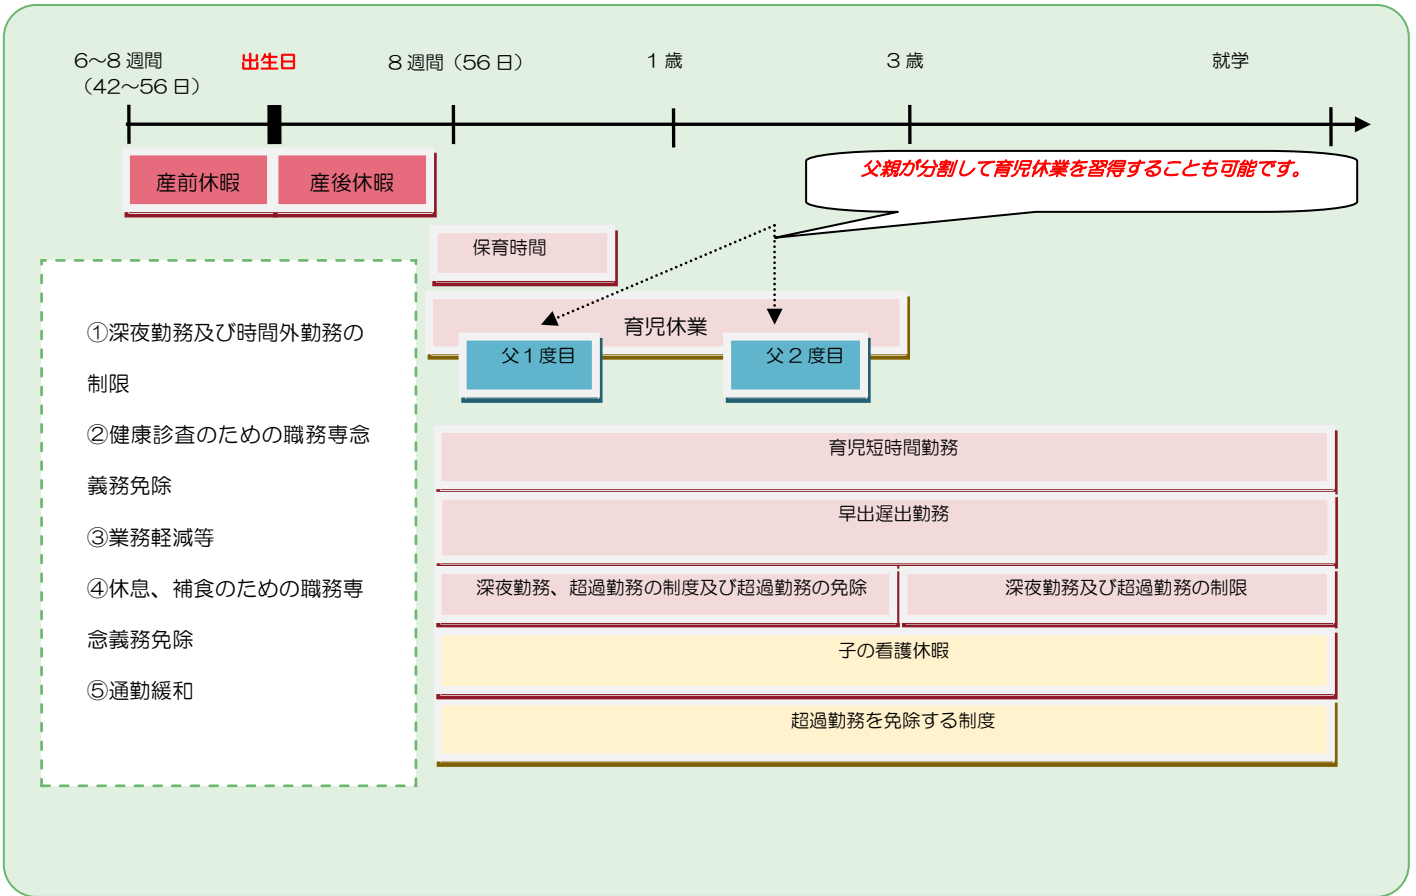 6～8週間
（42～56日）
出生日
8週間（56日）
1歳
3歳
就学
産前休暇
産後休暇
父親が分割して育児休業を習得することも可能です。
保育時間
育児休業
父1度目
父2度目
①深夜勤務及び時間外勤務の
制限
②健康診査のための職務専念
義務免除
③業務軽減等
④休息、補食のための職務専
念義務免除
⑤通勤緩和
育児短時間勤務
早出遅出勤務
深夜勤務、超過勤務の制度及び超過勤務の免除
深夜勤務及び超過勤務の制限
子の看護休暇
超過勤務を免除する制度